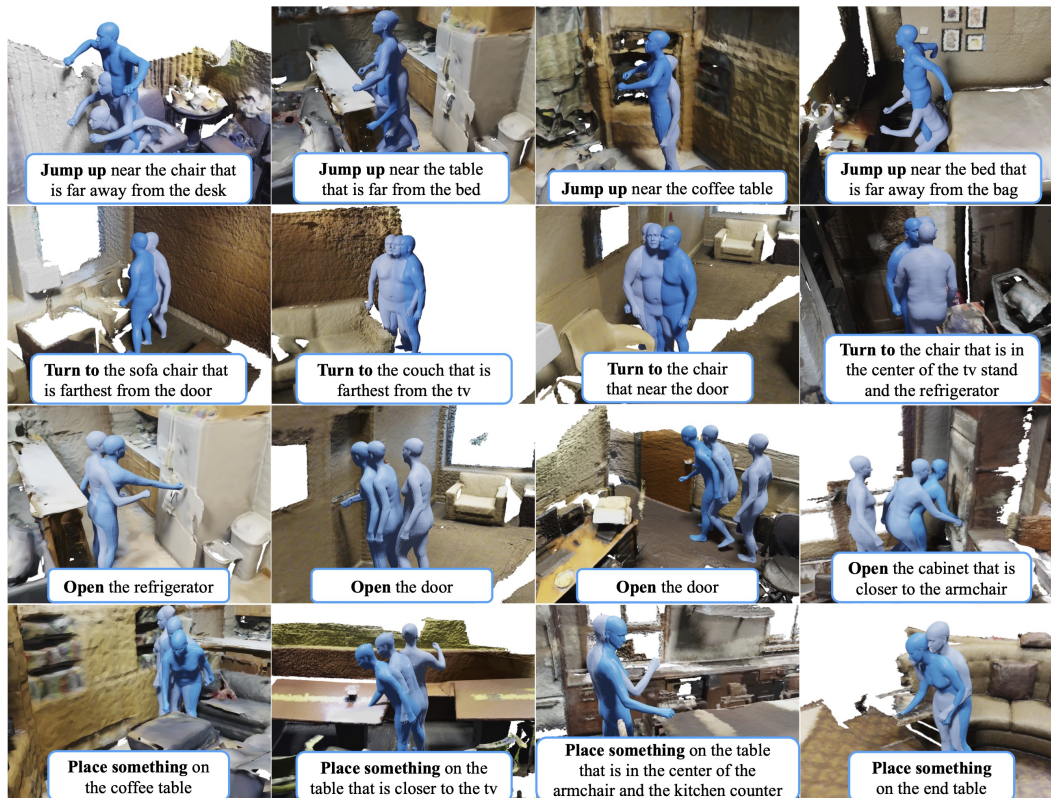 Jump up near the chair that
is far away from the desk
Jump up near the table
that is far from the bed
Jump up near the coffee table
Jump up near the bed that
is far away from the bag
Turn to the sofa chair that
is farthest from the door
Turn to the couch that is
farthest from the tv
Turn to the chair
that near the door
Turn to the chair that is in
the center of the tv stand
and the refrigerator
Open the refrigerator
Open the door
Open the door
Open the cabinet that is
closer to the armchair
Place something on
the coffee table
Place something on the
table that is closer to the tv
Place something on the table
that is in the center of the
armchair and the kitchen counter
Place something
on the end table